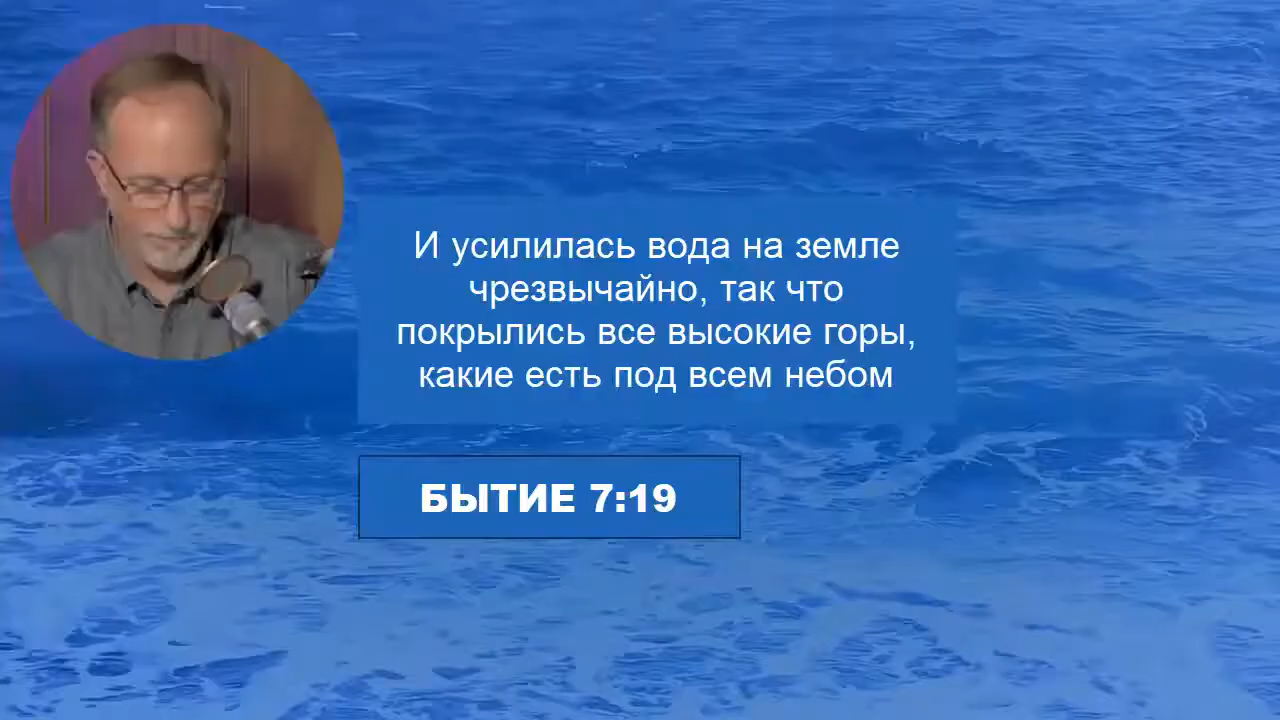 И усилилась вода на земле
чрезвычайно, так что
покрылись все высокие горы,
какие есть под всем небом
БЫТИЕ 7:19